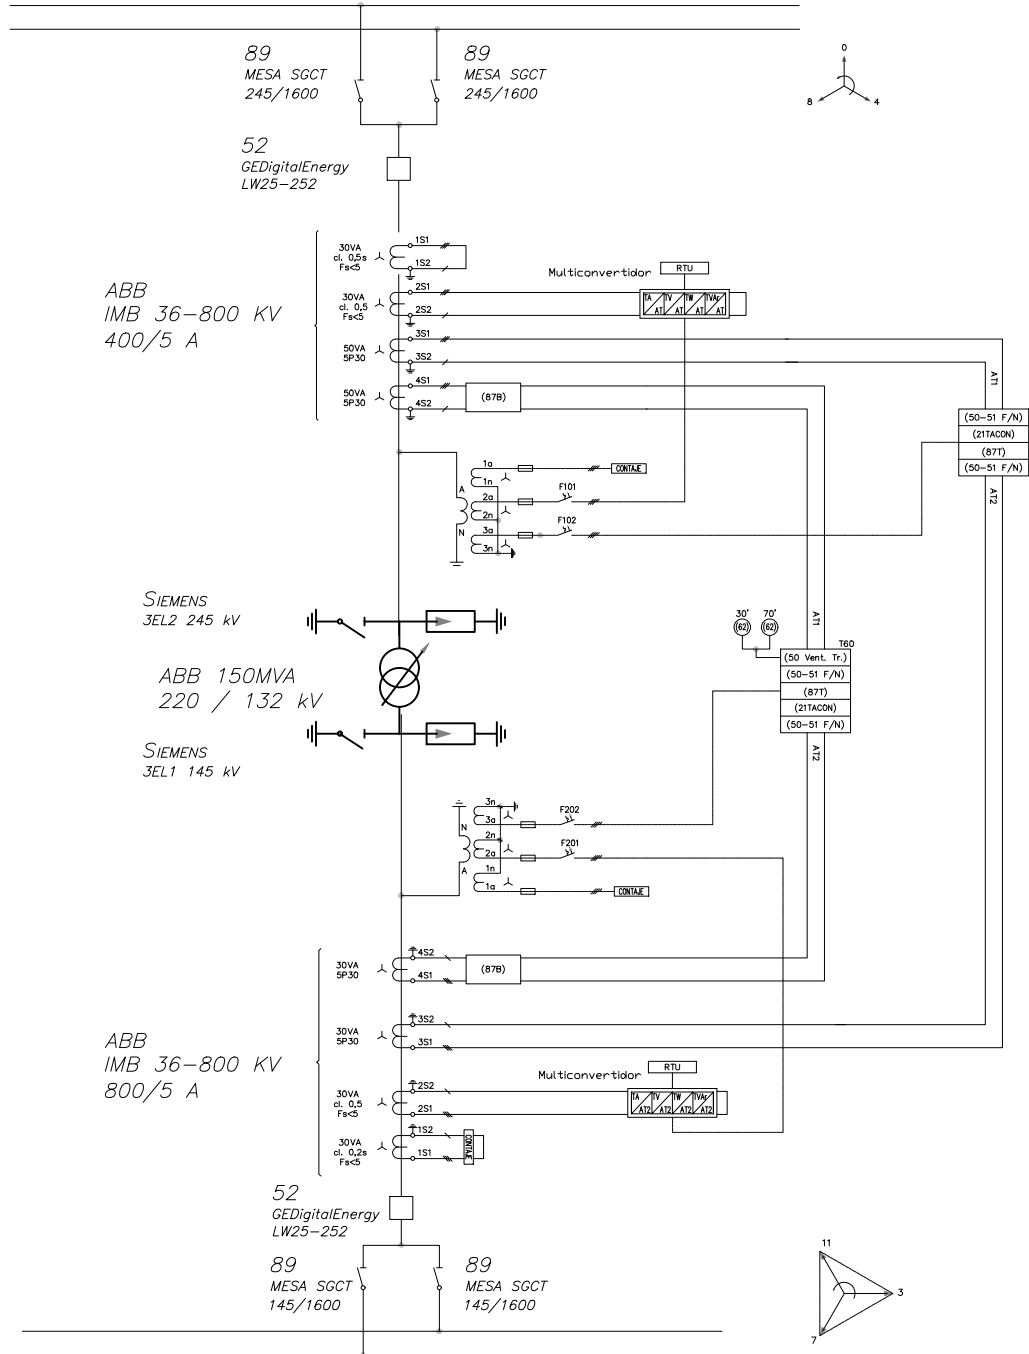 89
MESA SGCT
245/1600
89
MESA SGCT
245/1600
0
8
4
52
GEDigitalEnergy
LW25-252
ABB
IMB 36-800 KV
400/5 A
30VA
cl. 0,5s
Fs<5
1S1
1S2
30VA
cl. 0,5
Fs<5
2S1
2S2
Multiconvertidor
RTU
TA
AT
TV
AT
TW
AT
TVAr
AT
50VA
5P30
3S1
3S2
50VA
5P30
4S1
4S2
(87B)
AT1
(50-51 F/N)
(21TACON)
(87T)
(50-51 F/N)
AT2
A
N
1a
1n
2a
2n
3a
3n
CONTAJE
F101
F102
SIEMENS
3EL2 245 kV
ABB 150MVA
220 / 132 kV
SIEMENS
3EL1 145 kV
30'
(62)
70'
(62)
AT1
T60
(50 Vent. Tr.)
(50-51 F/N)
(87T)
(21TACON)
(50-51 F/N)
AT2
N
A
3n
3a
2n
2a
1n
1a
F202
F201
CONTAJE
ABB
IMB 36-800 KV
800/5 A
30VA
5P30
4S2
4S1
(87B)
30VA
5P30
3S2
3S1
30VA
cl. 0,5
Fs<5
2S2
2S1
Multiconvertidor
RTU
TA
AT2
TV
AT2
TW
AT2
TVAr
AT2
30VA
cl. 0,2s
Fs<5
1S2
1S1
CONTAJE
52
GEDigitalEnergy
LW25-252
89
MESA SGCT
145/1600
89
MESA SGCT
145/1600
11
3
7